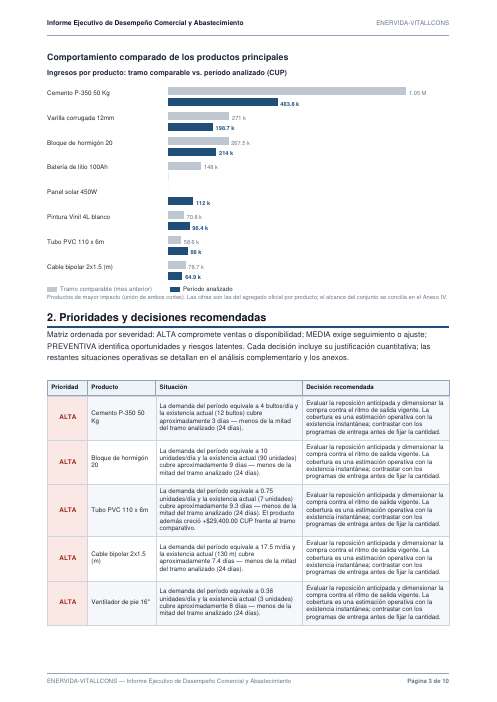 Informe Ejecutivo de Desempeño Comercial y Abastecimiento
ENERVIDA-VITALLCONS
Comportamiento comparado de los productos principales
Ingresos por producto: tramo comparable vs. período analizado (CUP)
Cemento P-350 50 Kg
1.05 M
483.8 k
Varilla corrugada 12mm
271 k
198.7 k
Bloque de hormigón 20
267.5 k
214 k
Batería de litio 100Ah
148 k
Panel solar 450W
112 k
Pintura Vinil 4L blanco
70.8 k
98.4 k
Tubo PVC 110 x 6m
58.6 k
88 k
Cable bipolar 2x1.5 (m)
78.7 k
64.9 k
Tramo comparable (mes anterior)
Período analizado
Productos de mayor impacto (unión de ambos cortes). Las cifras son las del agregado oficial por producto; el alcance del conjunto se concilia en el Anexo IV.
2. Prioridades y decisiones recomendadas
Matriz ordenada por severidad; ALTA compromete ventas o disponibilidad; MEDIA exige seguimiento o ajuste;
PREVENTIVA identifica oportunidades y riesgos latentes. Cada decisión incluye su justificación cuantitativa; las
restantes situaciones operativas se detallan en el análisis complementario y los anexos.
Prioridad
Producto
Situación
Decisión recomendada
ALTA
Cemento P-350 50
Kg
La demanda del período equivale a 4 bultos/día y
la existencia actual (12 bultos) cubre
aproximadamente 3 días — menos de la mitad
del tramo analizado (24 días).
Evaluar la reposición anticipada y dimensionar la
compra contra el ritmo de salida vigente. La
cobertura es una estimación operativa con la
existencia instantánea; contrastar con los
programas de entrega antes de fijar la cantidad.
ALTA
Bloque de hormigón
20
La demanda del período equivale a 10
unidades/día y la existencia actual (90 unidades)
cubre aproximadamente 9 días — menos de la
mitad del tramo analizado (24 días).
Evaluar la reposición anticipada y dimensionar la
compra contra el ritmo de salida vigente. La
cobertura es una estimación operativa con la
existencia instantánea; contrastar con los
programas de entrega antes de fijar la cantidad.
ALTA
Tubo PVC 110 x 6m
La demanda del período equivale a 0.75
unidades/día y la existencia actual (7 unidades)
cubre aproximadamente 9.3 días — menos de la
mitad del tramo analizado (24 días). El producto
además creció +$29,400.00 CUP frente al tramo
comparativo.
Evaluar la reposición anticipada y dimensionar la
compra contra el ritmo de salida vigente. La
cobertura es una estimación operativa con la
existencia instantánea; contrastar con los
programas de entrega antes de fijar la cantidad.
ALTA
Cable bipolar 2x1.5
(m)
La demanda del período equivale a 17.5 m/día y
la existencia actual (130 m) cubre
aproximadamente 7.4 días — menos de la mitad
del tramo analizado (24 días).
Evaluar la reposición anticipada y dimensionar la
compra contra el ritmo de salida vigente. La
cobertura es una estimación operativa con la
existencia instantánea; contrastar con los
programas de entrega antes de fijar la cantidad.
ALTA
Ventilador de pie 16"
La demanda del período equivale a 0.38
unidades/día y la existencia actual (3 unidades)
cubre aproximadamente 8 días — menos de la
mitad del tramo analizado (24 días).
Evaluar la reposición anticipada y dimensionar la
compra contra el ritmo de salida vigente. La
cobertura es una estimación operativa con la
existencia instantánea; contrastar con los
programas de entrega antes de fijar la cantidad.
ENERVIDA-VITALLCONS — Informe Ejecutivo de Desempeño Comercial y Abastecimiento
Página 3 de 10